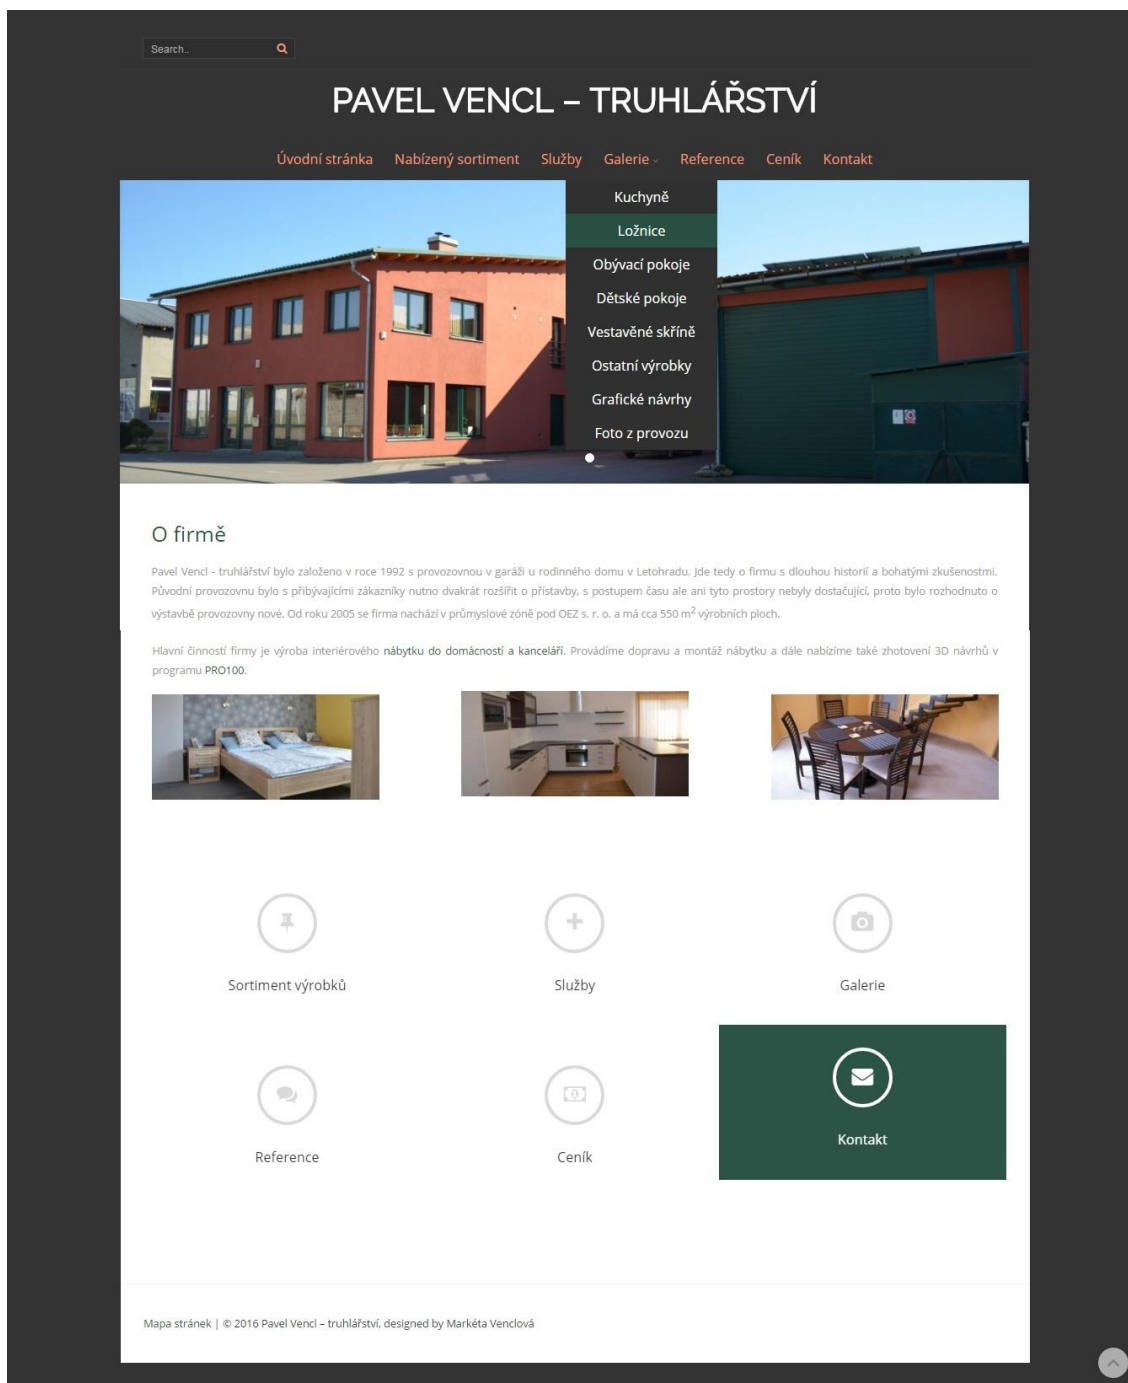 Search..
PAVEL VENCL – TRUHLÁŘSTVÍ
Úvodní stránka Nabízený sortiment Služby Galerie Reference Ceník Kontakt
Kuchyně
Ložnice
Obývací pokoje
Dětské pokoje
Vestavěné skříně
Ostatní výrobky
Grafické návrhy
Foto z provozu
O firmě
Pavel Vencl - truhlářství bylo založeno v roce 1992 s provozovnou v garáži u rodinného domu v Letohradu. Jde tedy o firmu s dlouhou historií a bohatými zkušenostmi.
Původní provozovnu bylo s přibývajícími zákazníky nutno dvakrát rozšířit o přístavby, s postupem času ale ani tyto prostory nebyly dostačující, proto bylo rozhodnuto o
výstavbě provozovny nové. Od roku 2005 se firma nachází v průmyslové zóně pod OEZ s. r. o. a má cca 550 m² výrobních ploch.
Hlavní činností firmy je výroba interiérového nábytku do domácností a kanceláří. Provádíme dopravu a montáž nábytku a dále nabízíme také zhotovení 3D návrhů v
programu PRO100.
Sortiment výrobků Služby Galerie
Reference Ceník Kontakt
Mapa stránek | © 2016 Pavel Vencl – truhlářství, designed by Markéta Venclová